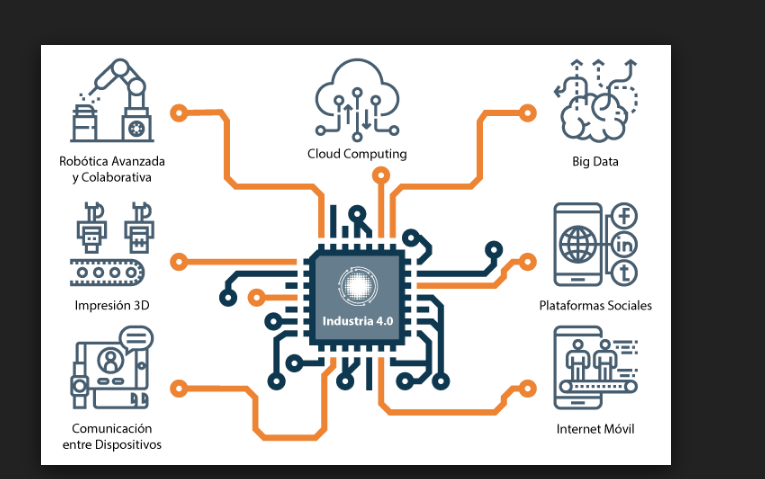 Robótica Avanzada
y Colaborativa
Cloud Computing
Big Data
Impresión 3D
Industria 4.0
f
in
t
Plataformas Sociales
Comunicación
entre Dispositivos
Internet Móvil